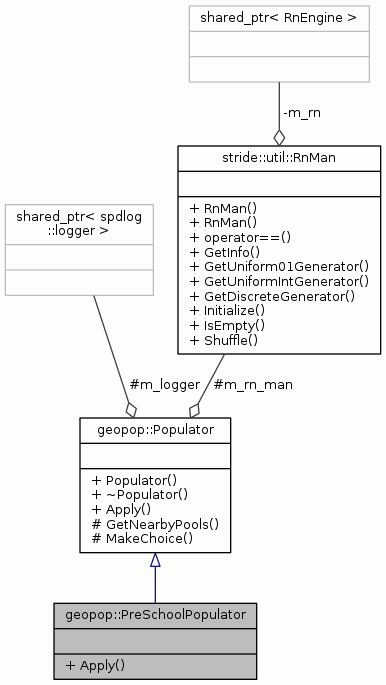 shared_ptr< RnEngine >
-m_rn
stride::util::RnMan
+ RnMan()
+ RnMan()
+ operator==()
+ GetInfo()
+ GetUniform01Generator()
+ GetUniformIntGenerator()
+ GetDiscreteGenerator()
+ Initialize()
+ IsEmpty()
+ Shuffle()
shared_ptr< spdlog
::logger >
#m_logger
#m_rn_man
geopop::Populator
+ Populator()
+ ~Populator()
+ Apply()
# GetNearbyPools()
# MakeChoice()
geopop::PreSchoolPopulator
+ Apply()